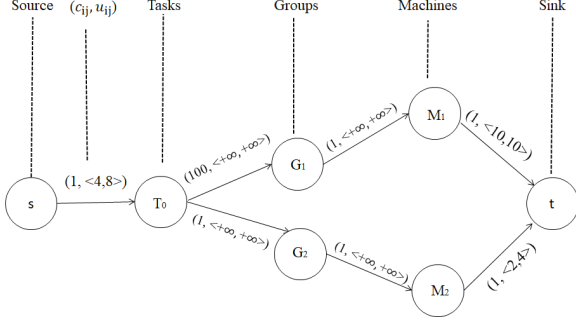 Source (c_ij, u_ij) Tasks Groups Machines Sink
M₁
(1, <+∞, +∞>)
(1, <10,10>)
(100, <+∞, +∞>)
G₁
(1, <4,8>)
s
T₀
t
(1, <+∞, +∞>)
G₂
(1, <+∞, +∞>)
(1, <2,4>)
M₂